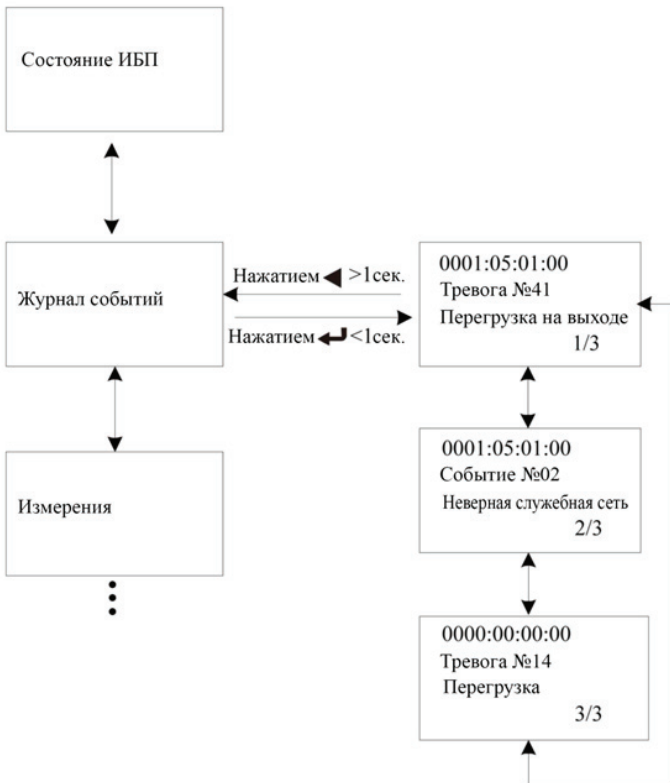 Состояние ИБП
Журнал событий
Нажатием >1сек.
Нажатием <1сек.
0001:05:01:00
Тревога №41
Перегрузка на выходе
1/3
0001:05:01:00
Событие №02
Неверная служебная сеть
2/3
Измерения
0000:00:00:00
Тревога №14
Перегрузка
3/3